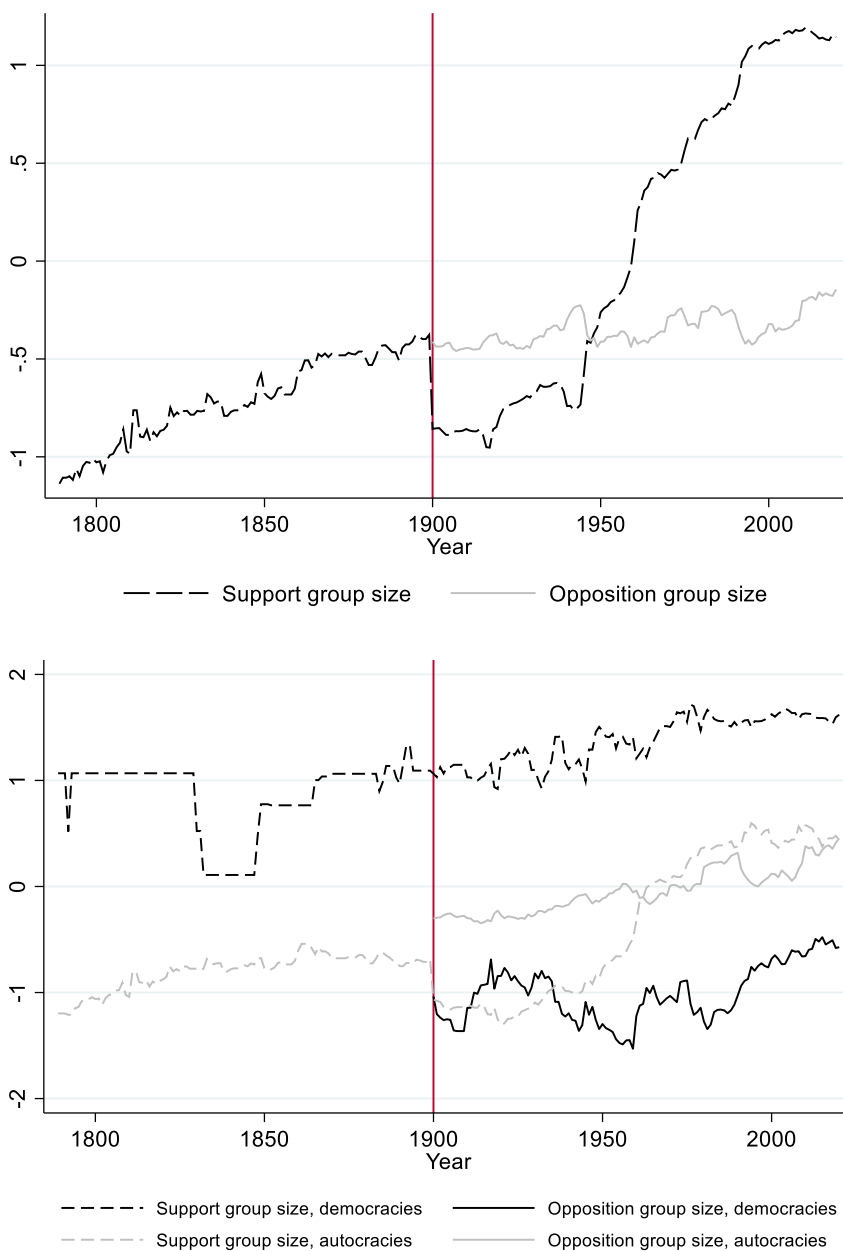 1
.5
0
-.5
-1
1800 1850 1900 1950 2000
Year
Support group size Opposition group size
2
1
0
-1
-2
1800 1850 1900 1950 2000
Year
Support group size, democracies Opposition group size, democracies
Support group size, autocracies Opposition group size, autocracies